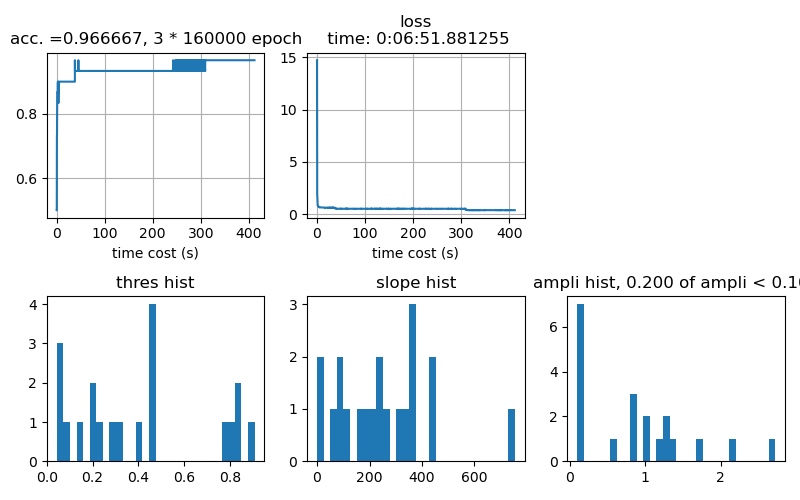 acc. =0.966667, 3 * 160000 epoch
loss
time: 0:06:51.881255
0.8
0.6
0 100 200 300 400
time cost (s)
15
10
5
0
0 100 200 300 400
time cost (s)
thres hist
4
3
2
1
0
0.0 0.2 0.4 0.6 0.8
slope hist
3
2
1
0
0 200 400 600
ampli hist, 0.200 of ampli < 0.10
6
4
2
0
0 1 2